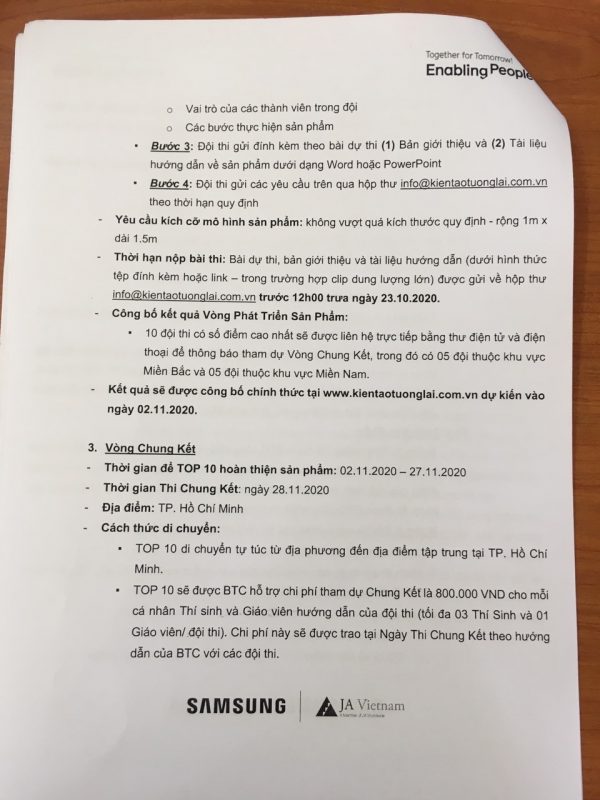 Together for Tomorrow!
Enabling People
o Vai trò của các thành viên trong đội
o Các bước thực hiện sản phẩm
▪ Bước 3: Đội thi gửi đính kèm theo bài dự thi (1) Bản giới thiệu và (2) Tài liệu
hướng dẫn về sản phẩm dưới dạng Word hoặc PowerPoint
▪ Bước 4: Đội thi gửi các yêu cầu trên qua hộp thư info@kientaotuonglai.com.vn
theo thời hạn quy định
- Yêu cầu kích cỡ mô hình sản phẩm: không vượt quá kích thước quy định - rộng 1m x
dài 1.5m
- Thời hạn nộp bài thi: Bài dự thi, bản giới thiệu và tài liệu hướng dẫn (dưới hình thức
tệp đính kèm hoặc link – trong trường hợp clip dung lượng lớn) được gửi về hộp thư
info@kientaotuonglai.com.vn trước 12h00 trưa ngày 23.10.2020.
- Công bố kết quả Vòng Phát Triển Sản Phẩm:
▪ 10 đội thi có số điểm cao nhất sẽ được liên hệ trực tiếp bằng thư điện tử và điện
thoại để thông báo tham dự Vòng Chung Kết, trong đó có 05 đội thuộc khu vực
Miền Bắc và 05 đội thuộc khu vực Miền Nam.
- Kết quả sẽ được công bố chính thức tại www.kientaotuonglai.com.vn dự kiến vào
ngày 02.11.2020.
3. Vòng Chung Kết
- Thời gian để TOP 10 hoàn thiện sản phẩm: 02.11.2020 – 27.11.2020
- Thời gian Thi Chung Kết: ngày 28.11.2020
- Địa điểm: TP. Hồ Chí Minh
- Cách thức di chuyển:
▪ TOP 10 di chuyển tự túc từ địa phương đến địa điểm tập trung tại TP. Hồ Chí
Minh.
▪ TOP 10 sẽ được BTC hỗ trợ chi phí tham dự Chung Kết là 800.000 VND cho mỗi
cá nhân Thí sinh và Giáo viên hướng dẫn của đội thi (tối đa 03 Thí Sinh và 01
Giáo viên/ đội thi). Chi phí này sẽ được trao tại Ngày Thi Chung Kết theo hướng
dẫn của BTC với các đội thi.
SAMSUNG
JA Vietnam